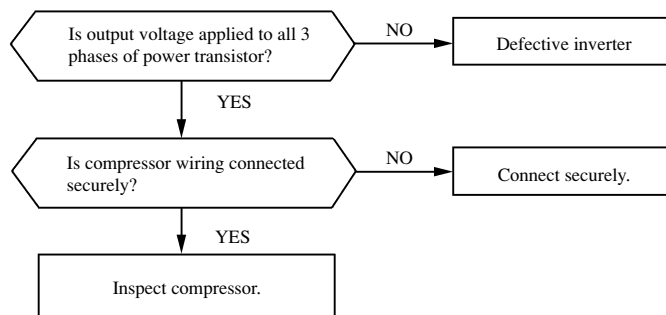 Is output voltage applied to all 3
phases of power transistor?
NO
Defective inverter
YES
Is compressor wiring connected
securely?
NO
Connect securely.
YES
Inspect compressor.